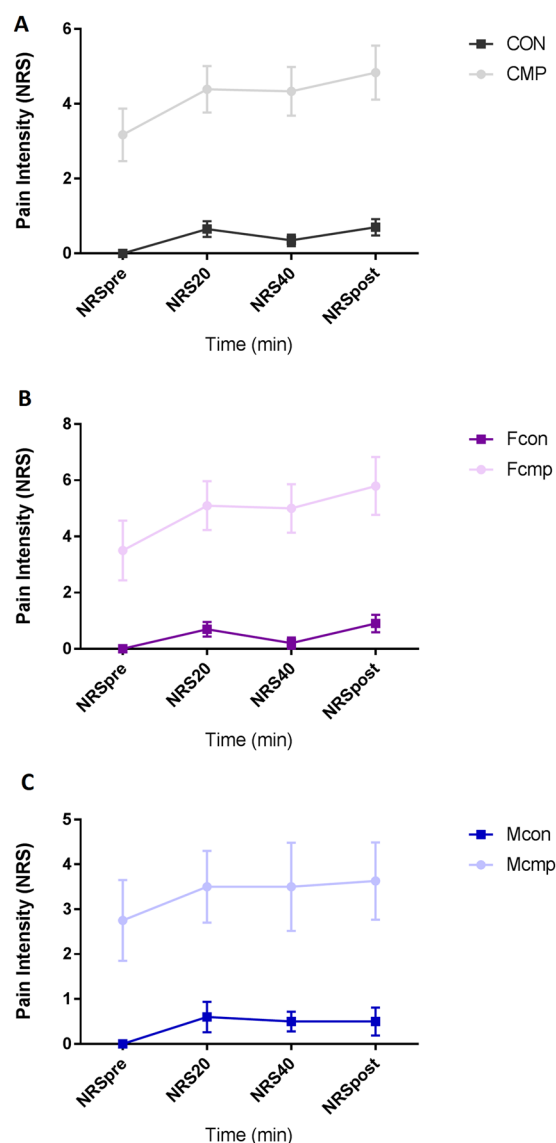 A
Pain Intensity (NRS)
6
4
2
0
NRSpre
NRS20
NRS40
NRSpost
Time (min)
CON
CMP
B
Pain Intensity (NRS)
8
6
4
2
0
NRSpre
NRS20
NRS40
NRSpost
Time (min)
Fcon
Fcmp
C
Pain Intensity (NRS)
5
4
3
2
1
0
NRSpre
NRS20
NRS40
NRSpost
Time (min)
Mcon
Mcmp